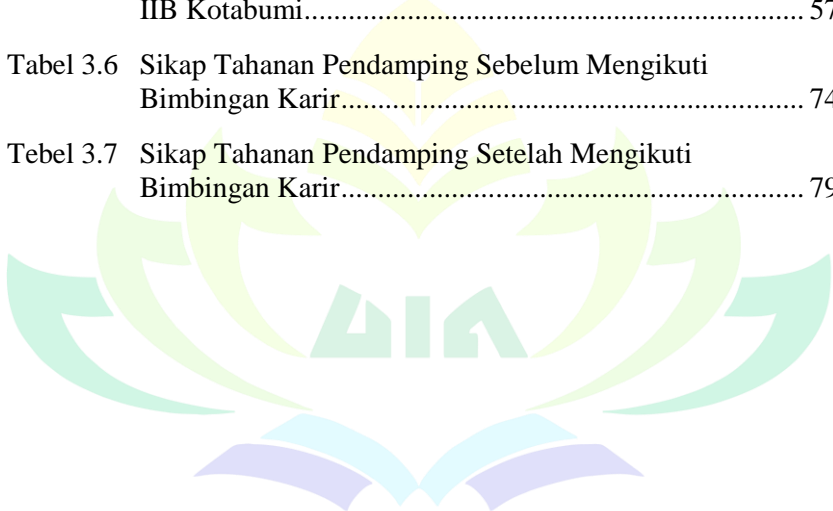 IIB Kotabumi........................................................................... 57
Tabel 3.6 Sikap Tahanan Pendamping Sebelum Mengikuti
Bimbingan Karir..................................................................... 74
Tebel 3.7 Sikap Tahanan Pendamping Setelah Mengikuti
Bimbingan Karir..................................................................... 79